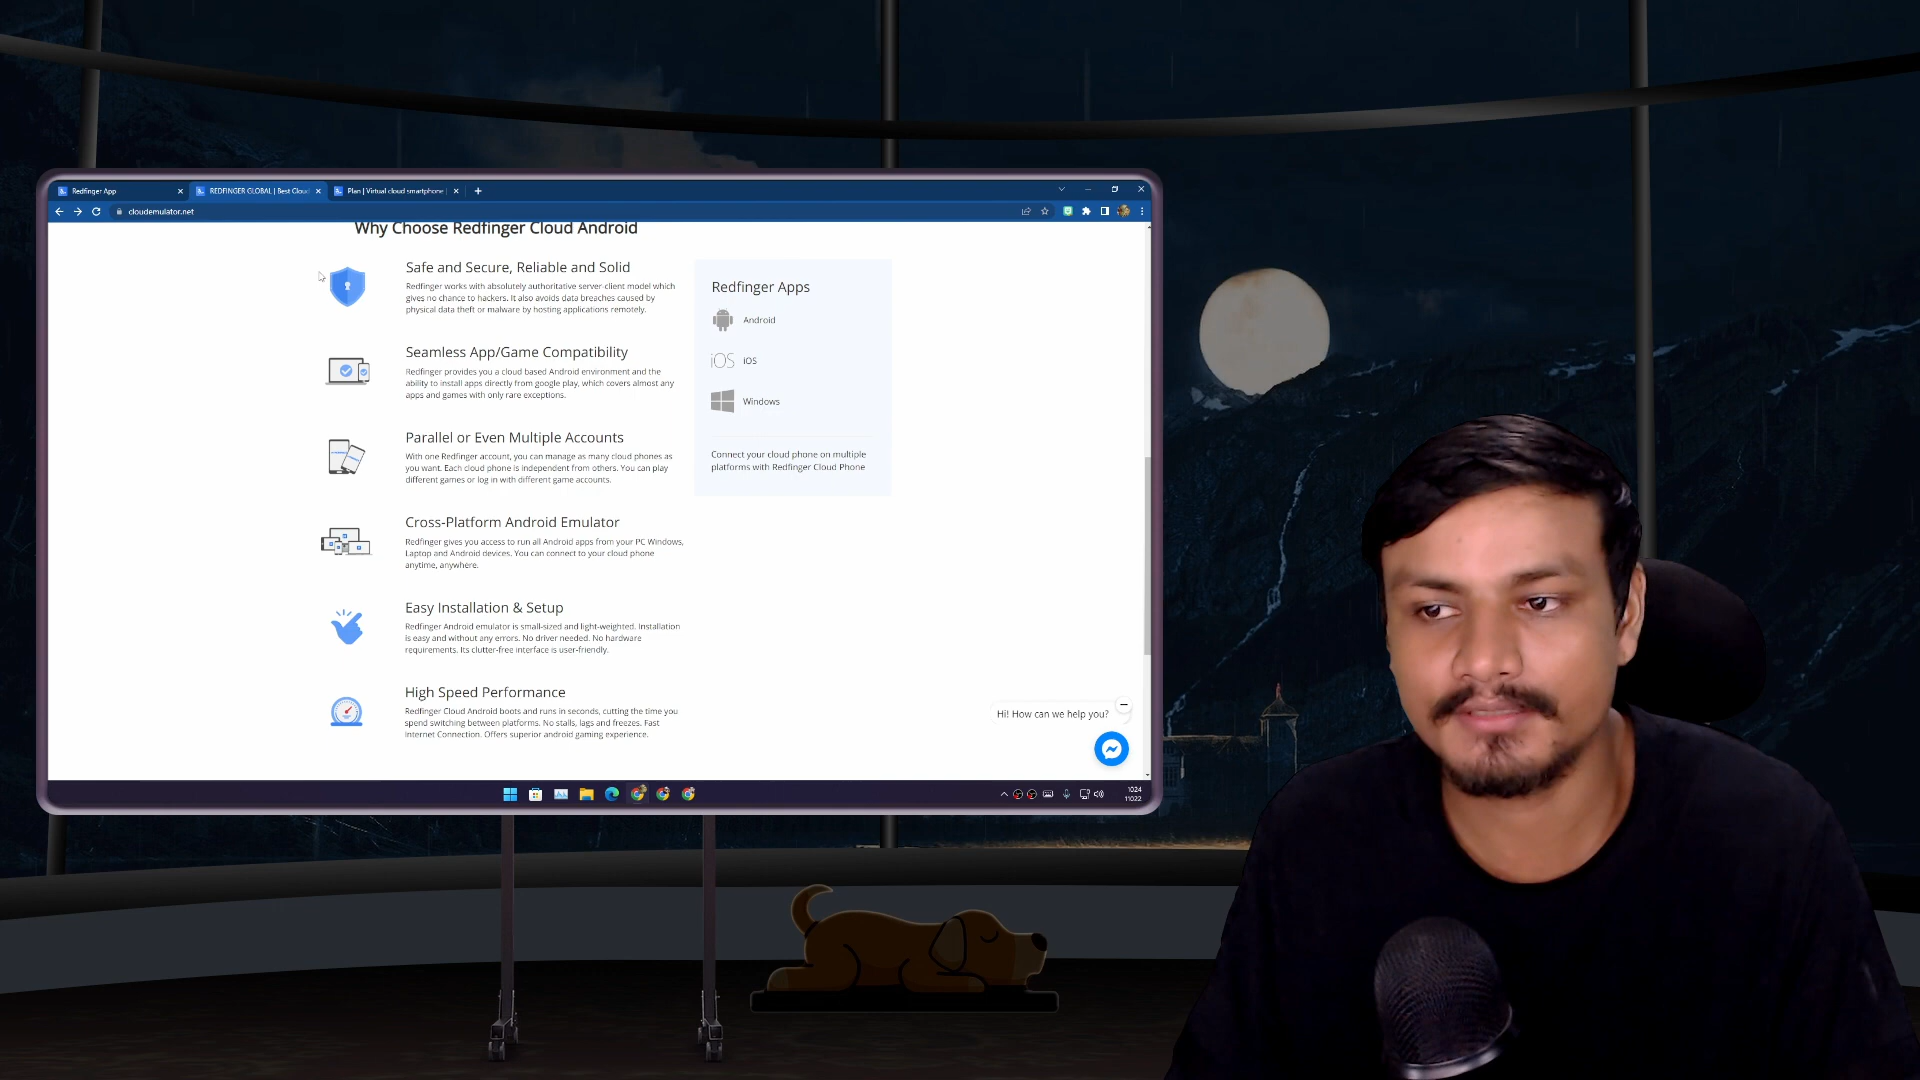 Redfinger App
REDFINGER GLOBAL | Best Clou
Plan | Virtual cloud smartphone
cloudemulator.net
Why Choose Redfinger Cloud Android
Safe and Secure, Reliable and Solid
Redfinger works with absolutely authoritative server-client model which
gives no chance to hackers. It also avoids data breaches caused by
physical data theft or malware by hosting applications remotely.
Seamless App/Game Compatibility
Redfinger provides you a cloud based Android environment and the
ability to install apps directly from google play, which covers almost any
apps and games with only rare exceptions.
Parallel or Even Multiple Accounts
With one Redfinger account, you can manage as many cloud phones as
you want. Each cloud phone is independent from others. You can play
different games or log in with different game accounts.
Cross-Platform Android Emulator
Redfinger gives you access to run all Android apps from your PC Windows,
Laptop and Android devices. You can connect to your cloud phone
anytime, anywhere.
Easy Installation & Setup
Redfinger Android emulator is small-sized and light-weighted. Installation
is easy and without any errors. No driver needed. No hardware
requirements. Its clutter-free interface is user-friendly.
High Speed Performance
Redfinger Cloud Android boots and runs in seconds, cutting the time you
spend switching between platforms. No stalls, lags and freezes. Fast
Internet Connection. Offers superior android gaming experience.
Redfinger Apps
Android
iOS iOS
Windows
Connect your cloud phone on multiple
platforms with Redfinger Cloud Phone
Hi! How can we help you?
1024
11022